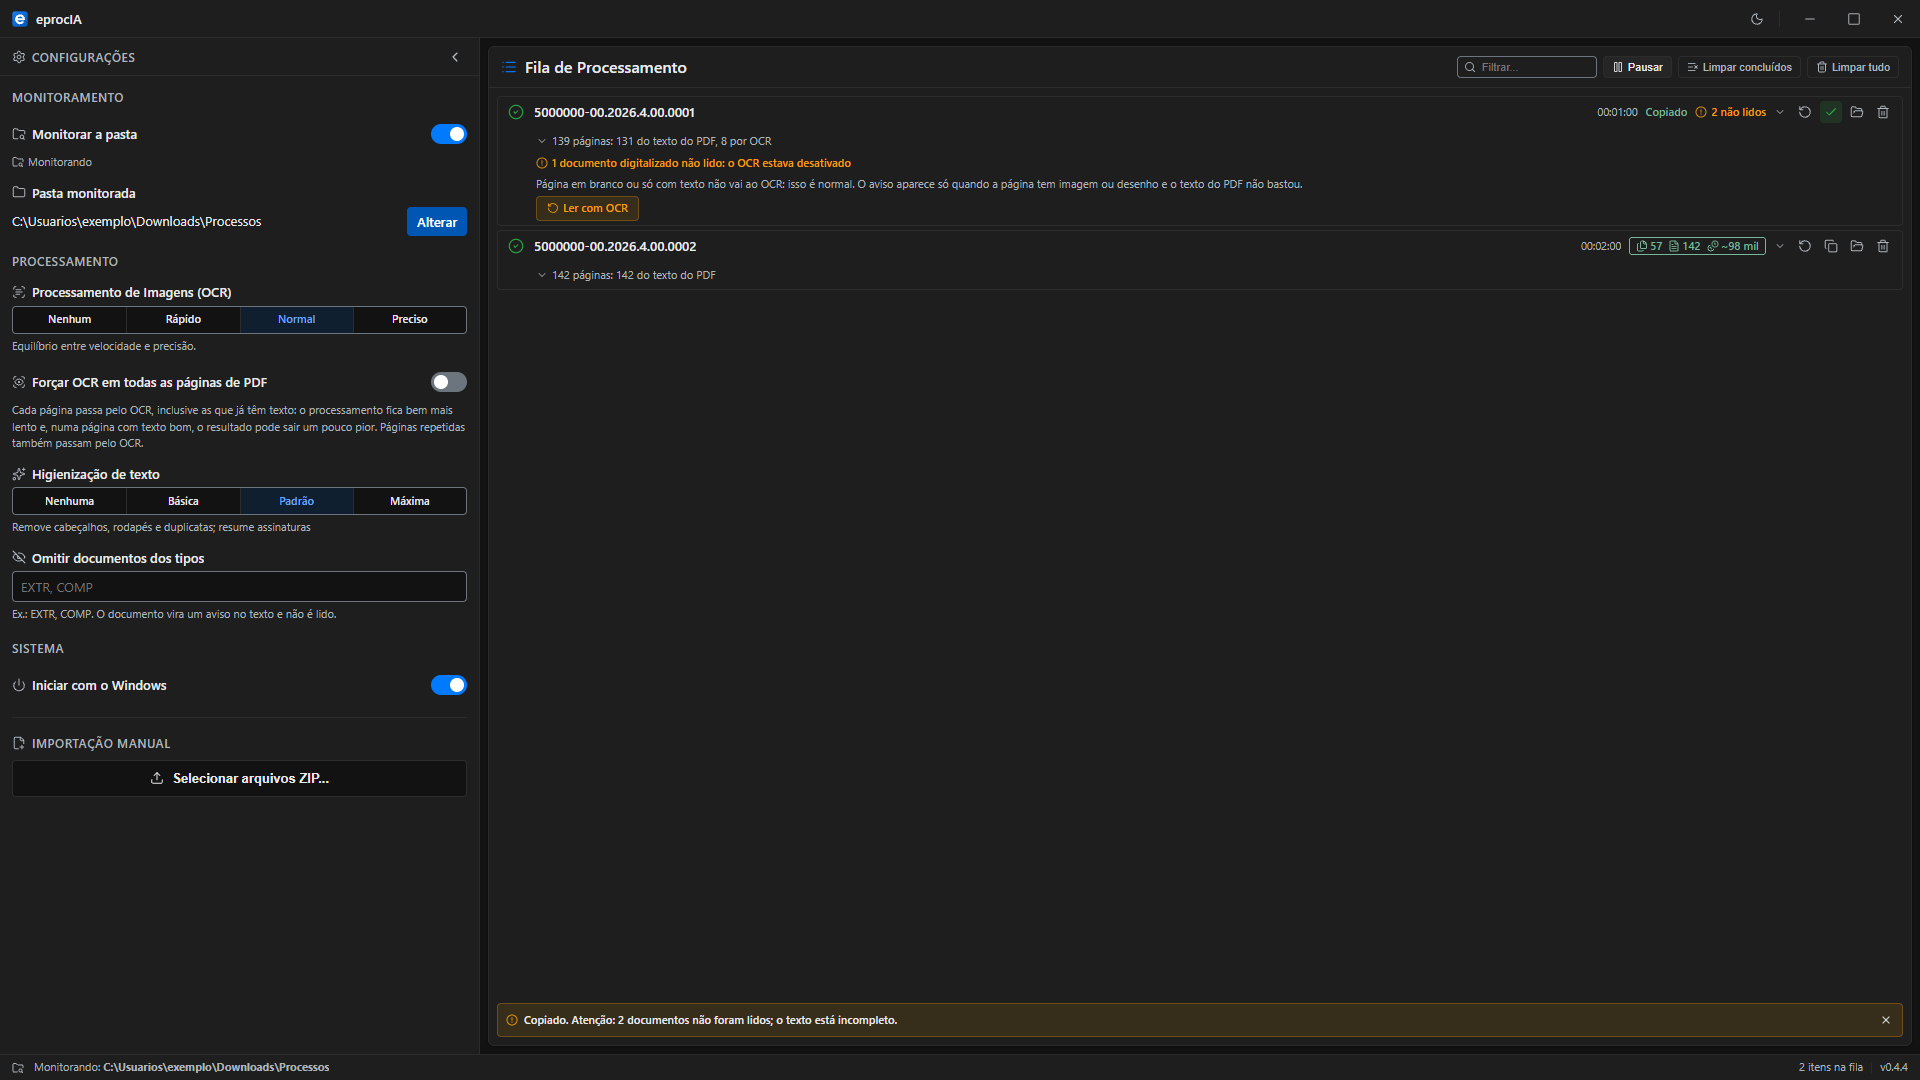 eprocIA
CONFIGURAÇÕES
MONITORAMENTO
Monitorar a pasta
Monitorando
Pasta monitorada
C:\Usuarios\exemplo\Downloads\Processos
Alterar
PROCESSAMENTO
Processamento de Imagens (OCR)
Nenhum Rápido Normal Preciso
Equilíbrio entre velocidade e precisão.
Forçar OCR em todas as páginas de PDF
Cada página passa pelo OCR, inclusive as que já têm texto: o processamento fica bem mais
lento e, numa página com texto bom, o resultado pode sair um pouco pior. Páginas repetidas
também passam pelo OCR.
Higienização de texto
Nenhuma Básica Padrão Máxima
Remove cabeçalhos, rodapés e duplicatas; resume assinaturas
Omitir documentos dos tipos
EXTR, COMP
Ex.: EXTR, COMP. O documento vira um aviso no texto e não é lido.
SISTEMA
Iniciar com o Windows
IMPORTAÇÃO MANUAL
Selecionar arquivos ZIP...
Fila de Processamento
Filtrar... Pausar Limpar concluídos Limpar tudo
5000000-00.2026.4.00.0001 00:01:00 Copiado 2 não lidos
139 páginas: 131 do texto do PDF, 8 por OCR
1 documento digitalizado não lido: o OCR estava desativado
Página em branco ou só com texto não vai ao OCR: isso é normal. O aviso aparece só quando a página tem imagem ou desenho e o texto do PDF não bastou.
Ler com OCR
5000000-00.2026.4.00.0002 00:02:00 57 142 ~98 mil
142 páginas: 142 do texto do PDF
Copiado. Atenção: 2 documentos não foram lidos; o texto está incompleto.
Monitorando: C:\Usuarios\exemplo\Downloads\Processos
2 itens na fila v0.4.4